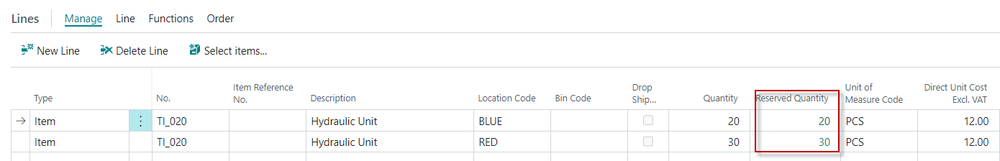 Lines Manage Line Functions Order
New Line Delete Line Select items...
Type No. Item Reference No. Description Location Code Bin Code Drop Ship... Quantity Reserved Quantity Unit of Measure Code Direct Unit Cost Excl. VAT
Item TI_020 Hydraulic Unit BLUE 20 20 PCS 12.00
Item TI_020 Hydraulic Unit RED 30 30 PCS 12.00